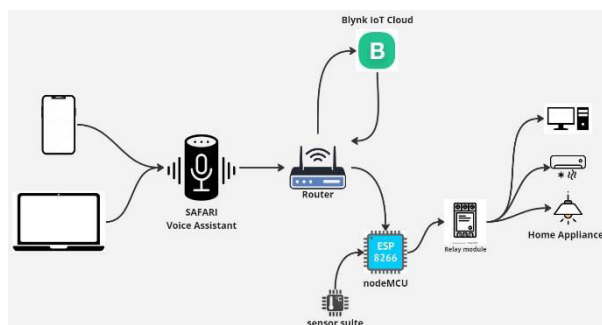 Blynk IoT Cloud
B
SAFARI
Voice Assistant
Router
ESP
8266
nodeMCU
Relay module
Home Appliance
sensor suite